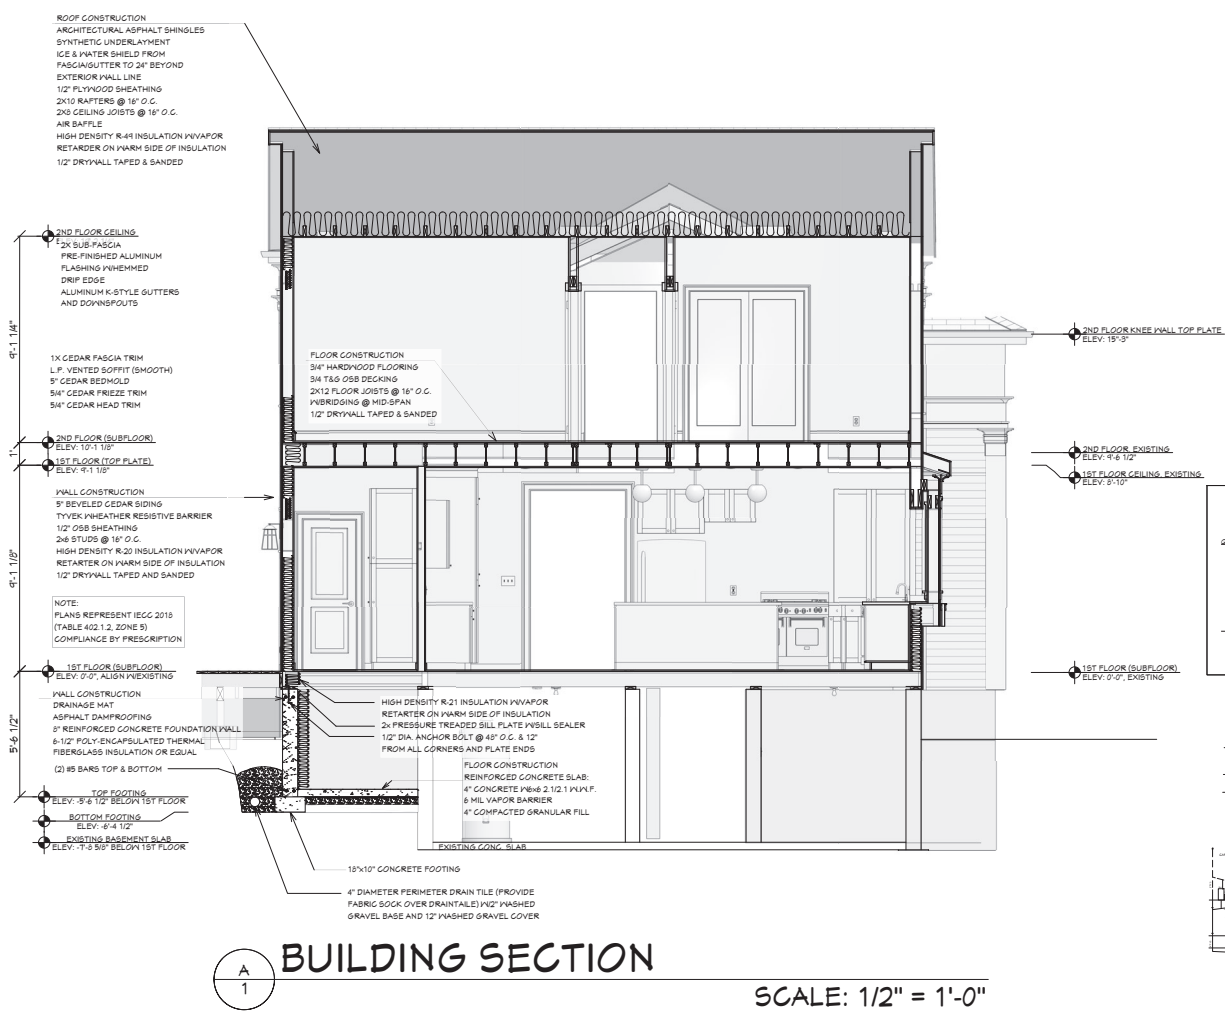 ROOF CONSTRUCTION
ARCHITECTURAL ASPHALT SHINGLES
SYNTHETIC UNDERLAYMENT
ICE & WATER SHIELD FROM
FASCIA/GUTTER TO 24" BEYOND
EXTERIOR WALL LINE
1/2" PLYWOOD SHEATHING
2X10 RAFTERS @ 16" O.C.
2X8 CEILING JOISTS @ 16" O.C.
AIR BAFFLE
HIGH DENSITY R-49 INSULATION W/VAPOR
RETARDER ON WARM SIDE OF INSULATION
1/2" DRYWALL TAPED & SANDED
2ND FLOOR CEILING
2X SUB-FASCIA
PRE-FINISHED ALUMINUM
FLASHING W/HEMMED
DRIP EDGE
ALUMINUM K-STYLE GUTTERS
AND DOWNSPOUTS
9'-1 1/4"
1X CEDAR FASCIA TRIM
L.P. VENTED SOFFIT (SMOOTH)
5" CEDAR BEDMOLD
5/4" CEDAR FRIEZE TRIM
5/4" CEDAR HEAD TRIM
FLOOR CONSTRUCTION
3/4" HARDWOOD FLOORING
3/4 T&G OSB DECKING
2X12 FLOOR JOISTS @ 16" O.C.
W/BRIDGING @ MID-SPAN
1/2" DRYWALL TAPED & SANDED
2ND FLOOR KNEE WALL TOP PLATE
ELEV: 15'-3"
2ND FLOOR (SUBFLOOR)
ELEV: 10'-1 1/8"
1'
1ST FLOOR (TOP PLATE)
ELEV: 9'-1 1/8"
2ND FLOOR, EXISTING
ELEV: 9'-6 1/2"
1ST FLOOR CEILING, EXISTING
ELEV: 8'-10"
WALL CONSTRUCTION
5" BEVELED CEDAR SIDING
TYVEK WHEATHER RESISTIVE BARRIER
1/2" OSB SHEATHING
2x6 STUDS @ 16" O.C.
HIGH DENSITY R-20 INSULATION W/VAPOR
RETARTER ON WARM SIDE OF INSULATION
1/2" DRYWALL TAPED AND SANDED
9'-1 1/8"
NOTE:
PLANS REPRESENT IECC 2018
(TABLE 402.1.2, ZONE 5)
COMPLIANCE BY PRESCRIPTION
1ST FLOOR (SUBFLOOR)
ELEV: 0'-0", ALIGN W/EXISTING
1ST FLOOR (SUBFLOOR)
ELEV: 0'-0", EXISTING
WALL CONSTRUCTION
DRAINAGE MAT
ASPHALT DAMPROOFING
8" REINFORCED CONCRETE FOUNDATION WALL
6-1/2" POLY-ENCAPSULATED THERMAL
FIBERGLASS INSULATION OR EQUAL
(2) #5 BARS TOP & BOTTOM
5'-6 1/2"
HIGH DENSITY R-21 INSULATION W/VAPOR
RETARTER ON WARM SIDE OF INSULATION
2x PRESSURE TREADED SILL PLATE W/SILL SEALER
1/2" DIA. ANCHOR BOLT @ 48" O.C. & 12"
FROM ALL CORNERS AND PLATE ENDS
FLOOR CONSTRUCTION
REINFORCED CONCRETE SLAB:
4" CONCRETE W6x6 2.1/2.1 W.W.F.
6 MIL VAPOR BARRIER
4" COMPACTED GRANULAR FILL
TOP FOOTING
ELEV: -5'-6 1/2" BELOW 1ST FLOOR
BOTTOM FOOTING
ELEV: -6'-4 1/2"
EXISTING BASEMENT SLAB
ELEV: -7'-8 5/8" BELOW 1ST FLOOR
EXISTING CONC. SLAB
18"x10" CONCRETE FOOTING
4" DIAMETER PERIMETER DRAIN TILE (PROVIDE
FABRIC SOCK OVER DRAINTAILE) W/2" WASHED
GRAVEL BASE AND 12" WASHED GRAVEL COVER
A
1
BUILDING SECTION
SCALE: 1/2" = 1'-0"